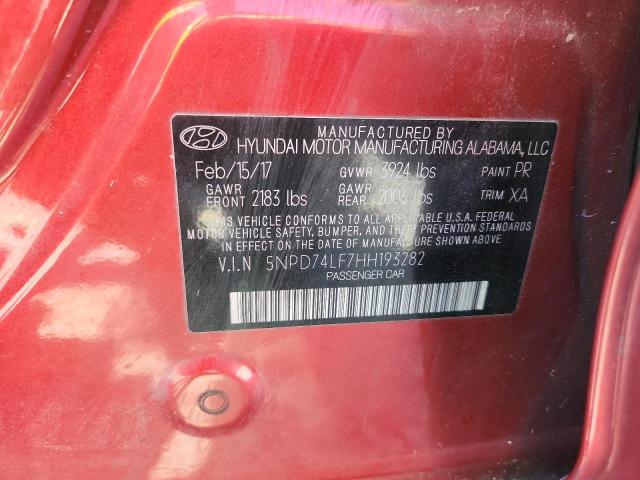 MANUFACTURED BY
HYUNDAI MOTOR MANUFACTURING ALABAMA, LLC
Feb/15/17 GVWR 3924 lbs PAINT PR
GAWR FRONT 2183 lbs GAWR REAR 2006 lbs TRIM XA
THIS VEHICLE CONFORMS TO ALL APPLICABLE U.S.A. FEDERAL
MOTOR VEHICLE SAFETY, BUMPER, AND THEFT PREVENTION STANDARDS
IN EFFECT ON THE DATE OF MANUFACTURE SHOWN ABOVE.
V.I.N 5NPD74LF7HH193282
PASSENGER CAR